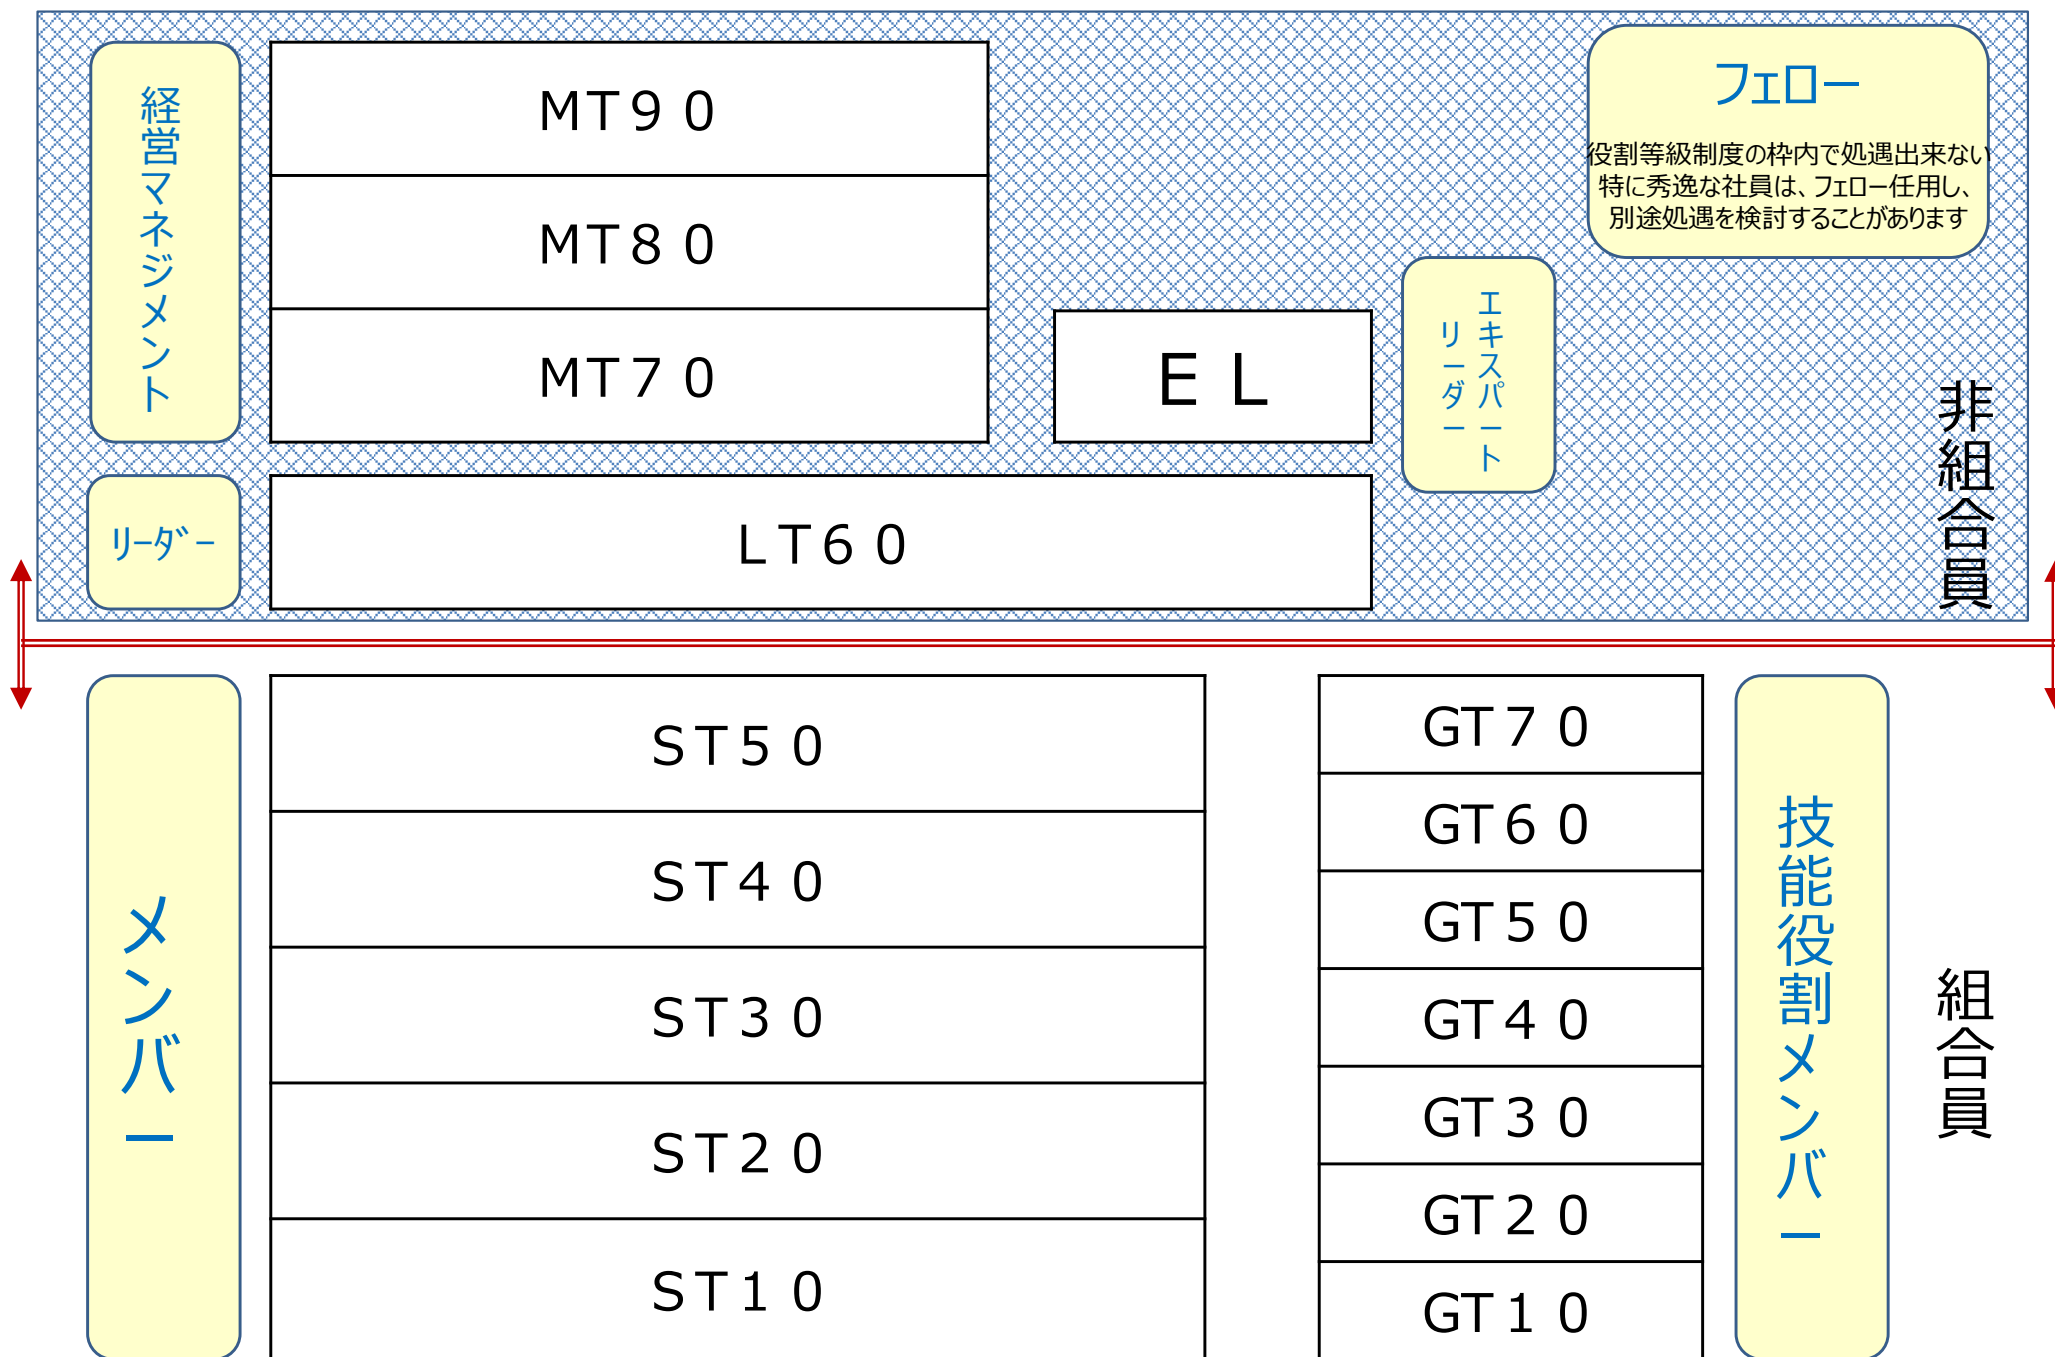 経営マネジメント
MT90
MT80
MT70
フェロー
役割等級制度の枠内で処遇出来ない
特に秀逸な社員は、フェロー任用し、
別途処遇を検討することがあります
EL
エキスパート
リーダー
非組合員
ﾘｰﾀﾞｰ
LT60
メンバー
ST50
ST40
ST30
ST20
ST10
GT70
GT60
GT50
GT40
GT30
GT20
GT10
技能役割メンバー
組合員